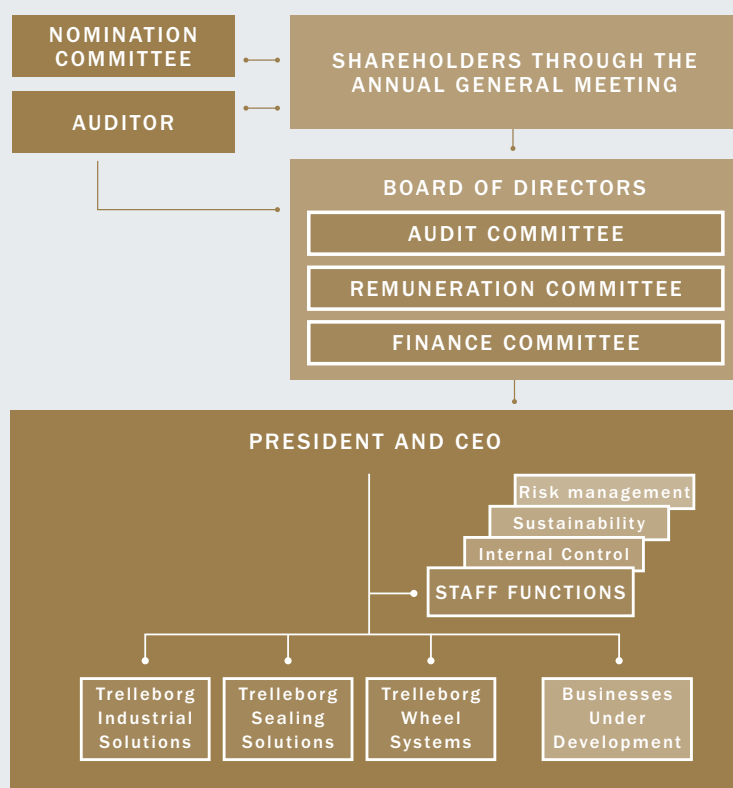 NOMINATION
COMMITTEE
SHAREHOLDERS THROUGH THE
ANNUAL GENERAL MEETING
AUDITOR
BOARD OF DIRECTORS
AUDIT COMMITTEE
REMUNERATION COMMITTEE
FINANCE COMMITTEE
PRESIDENT AND CEO
Risk management
Sustainability
Internal Control
STAFF FUNCTIONS
Trelleborg
Industrial
Solutions
Trelleborg
Sealing
Solutions
Trelleborg
Wheel
Systems
Businesses
Under
Development